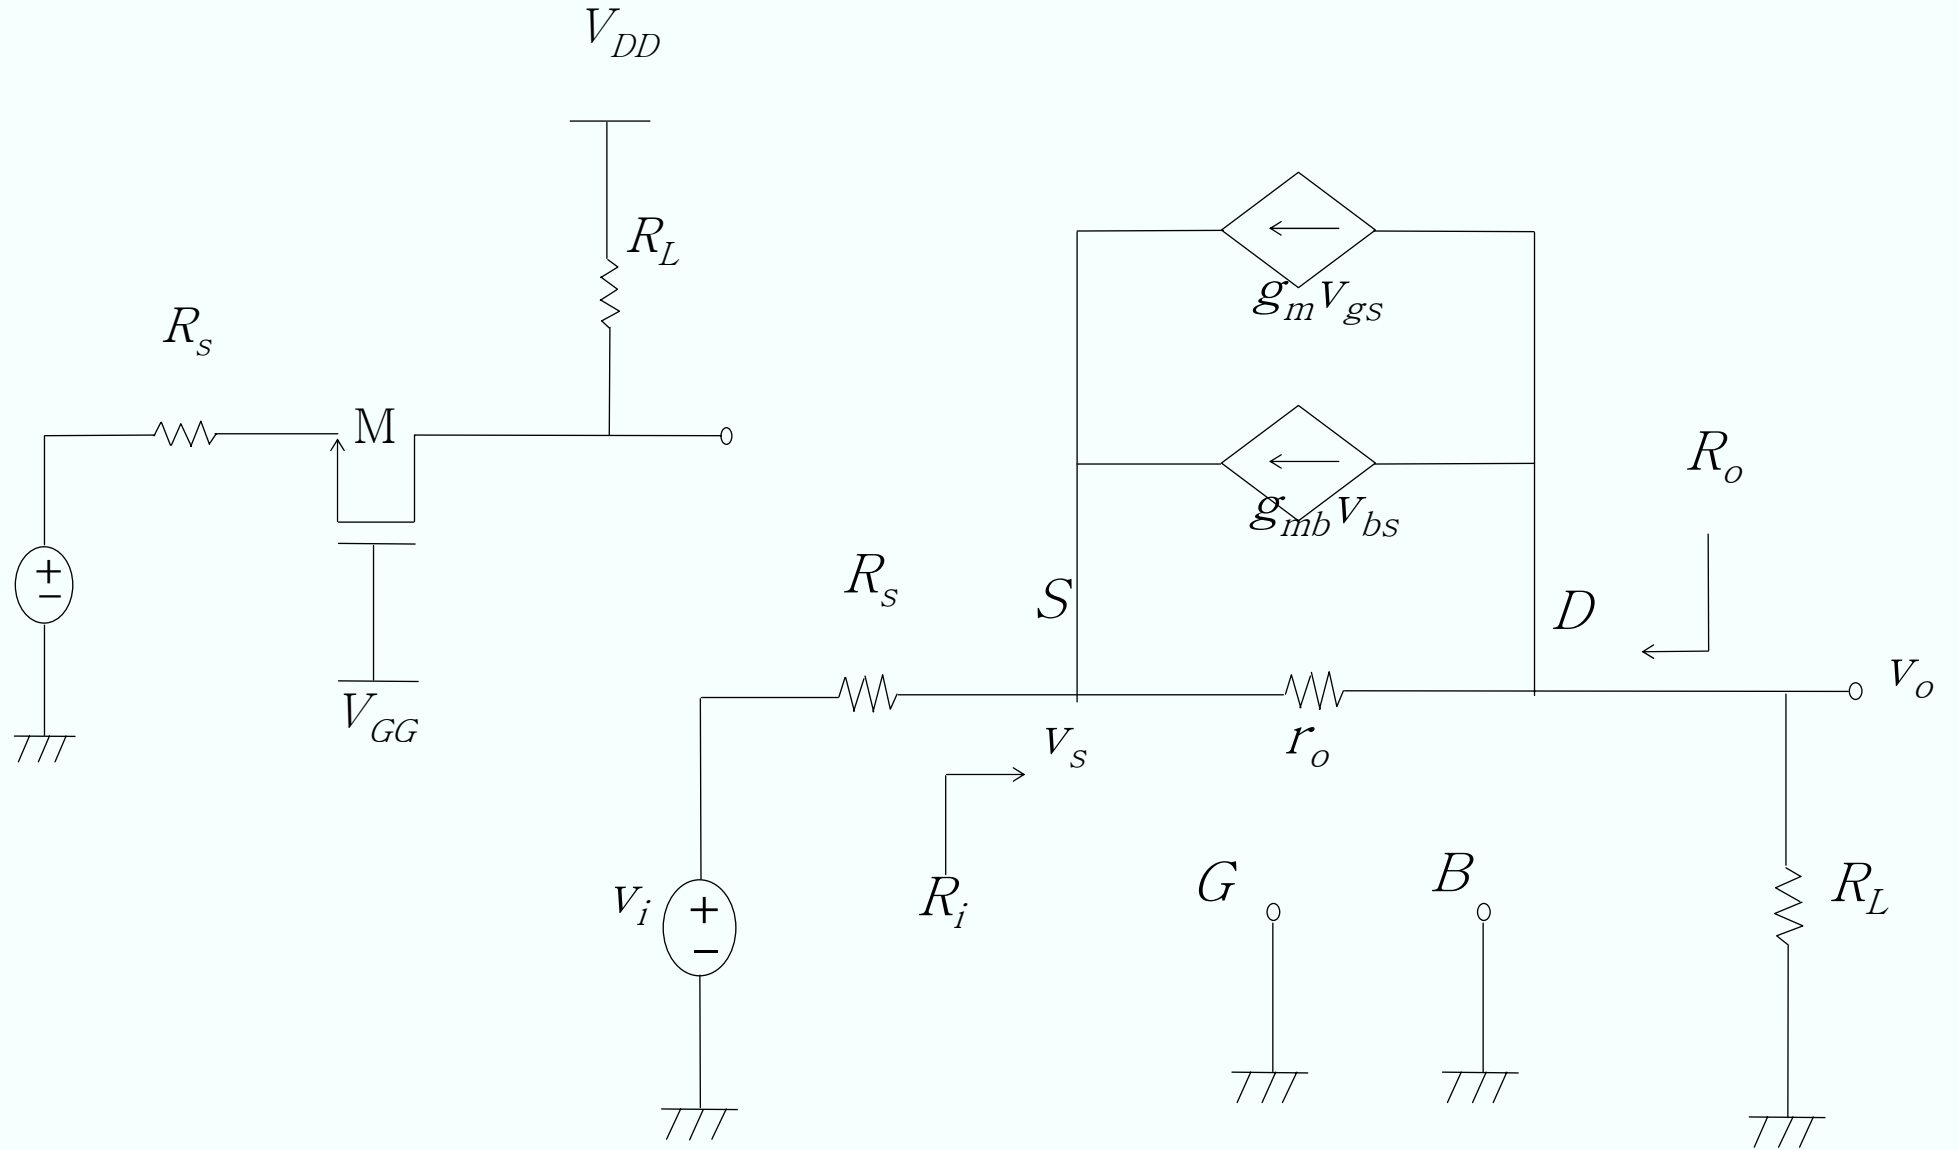 V_DD
R_L
R_s
M
V_GG
+
−
g_m v_gs
g_mb v_bs
R_o
R_s
S
D
v_o
v_s
r_o
R_i
v_i
+
−
G
B
R_L